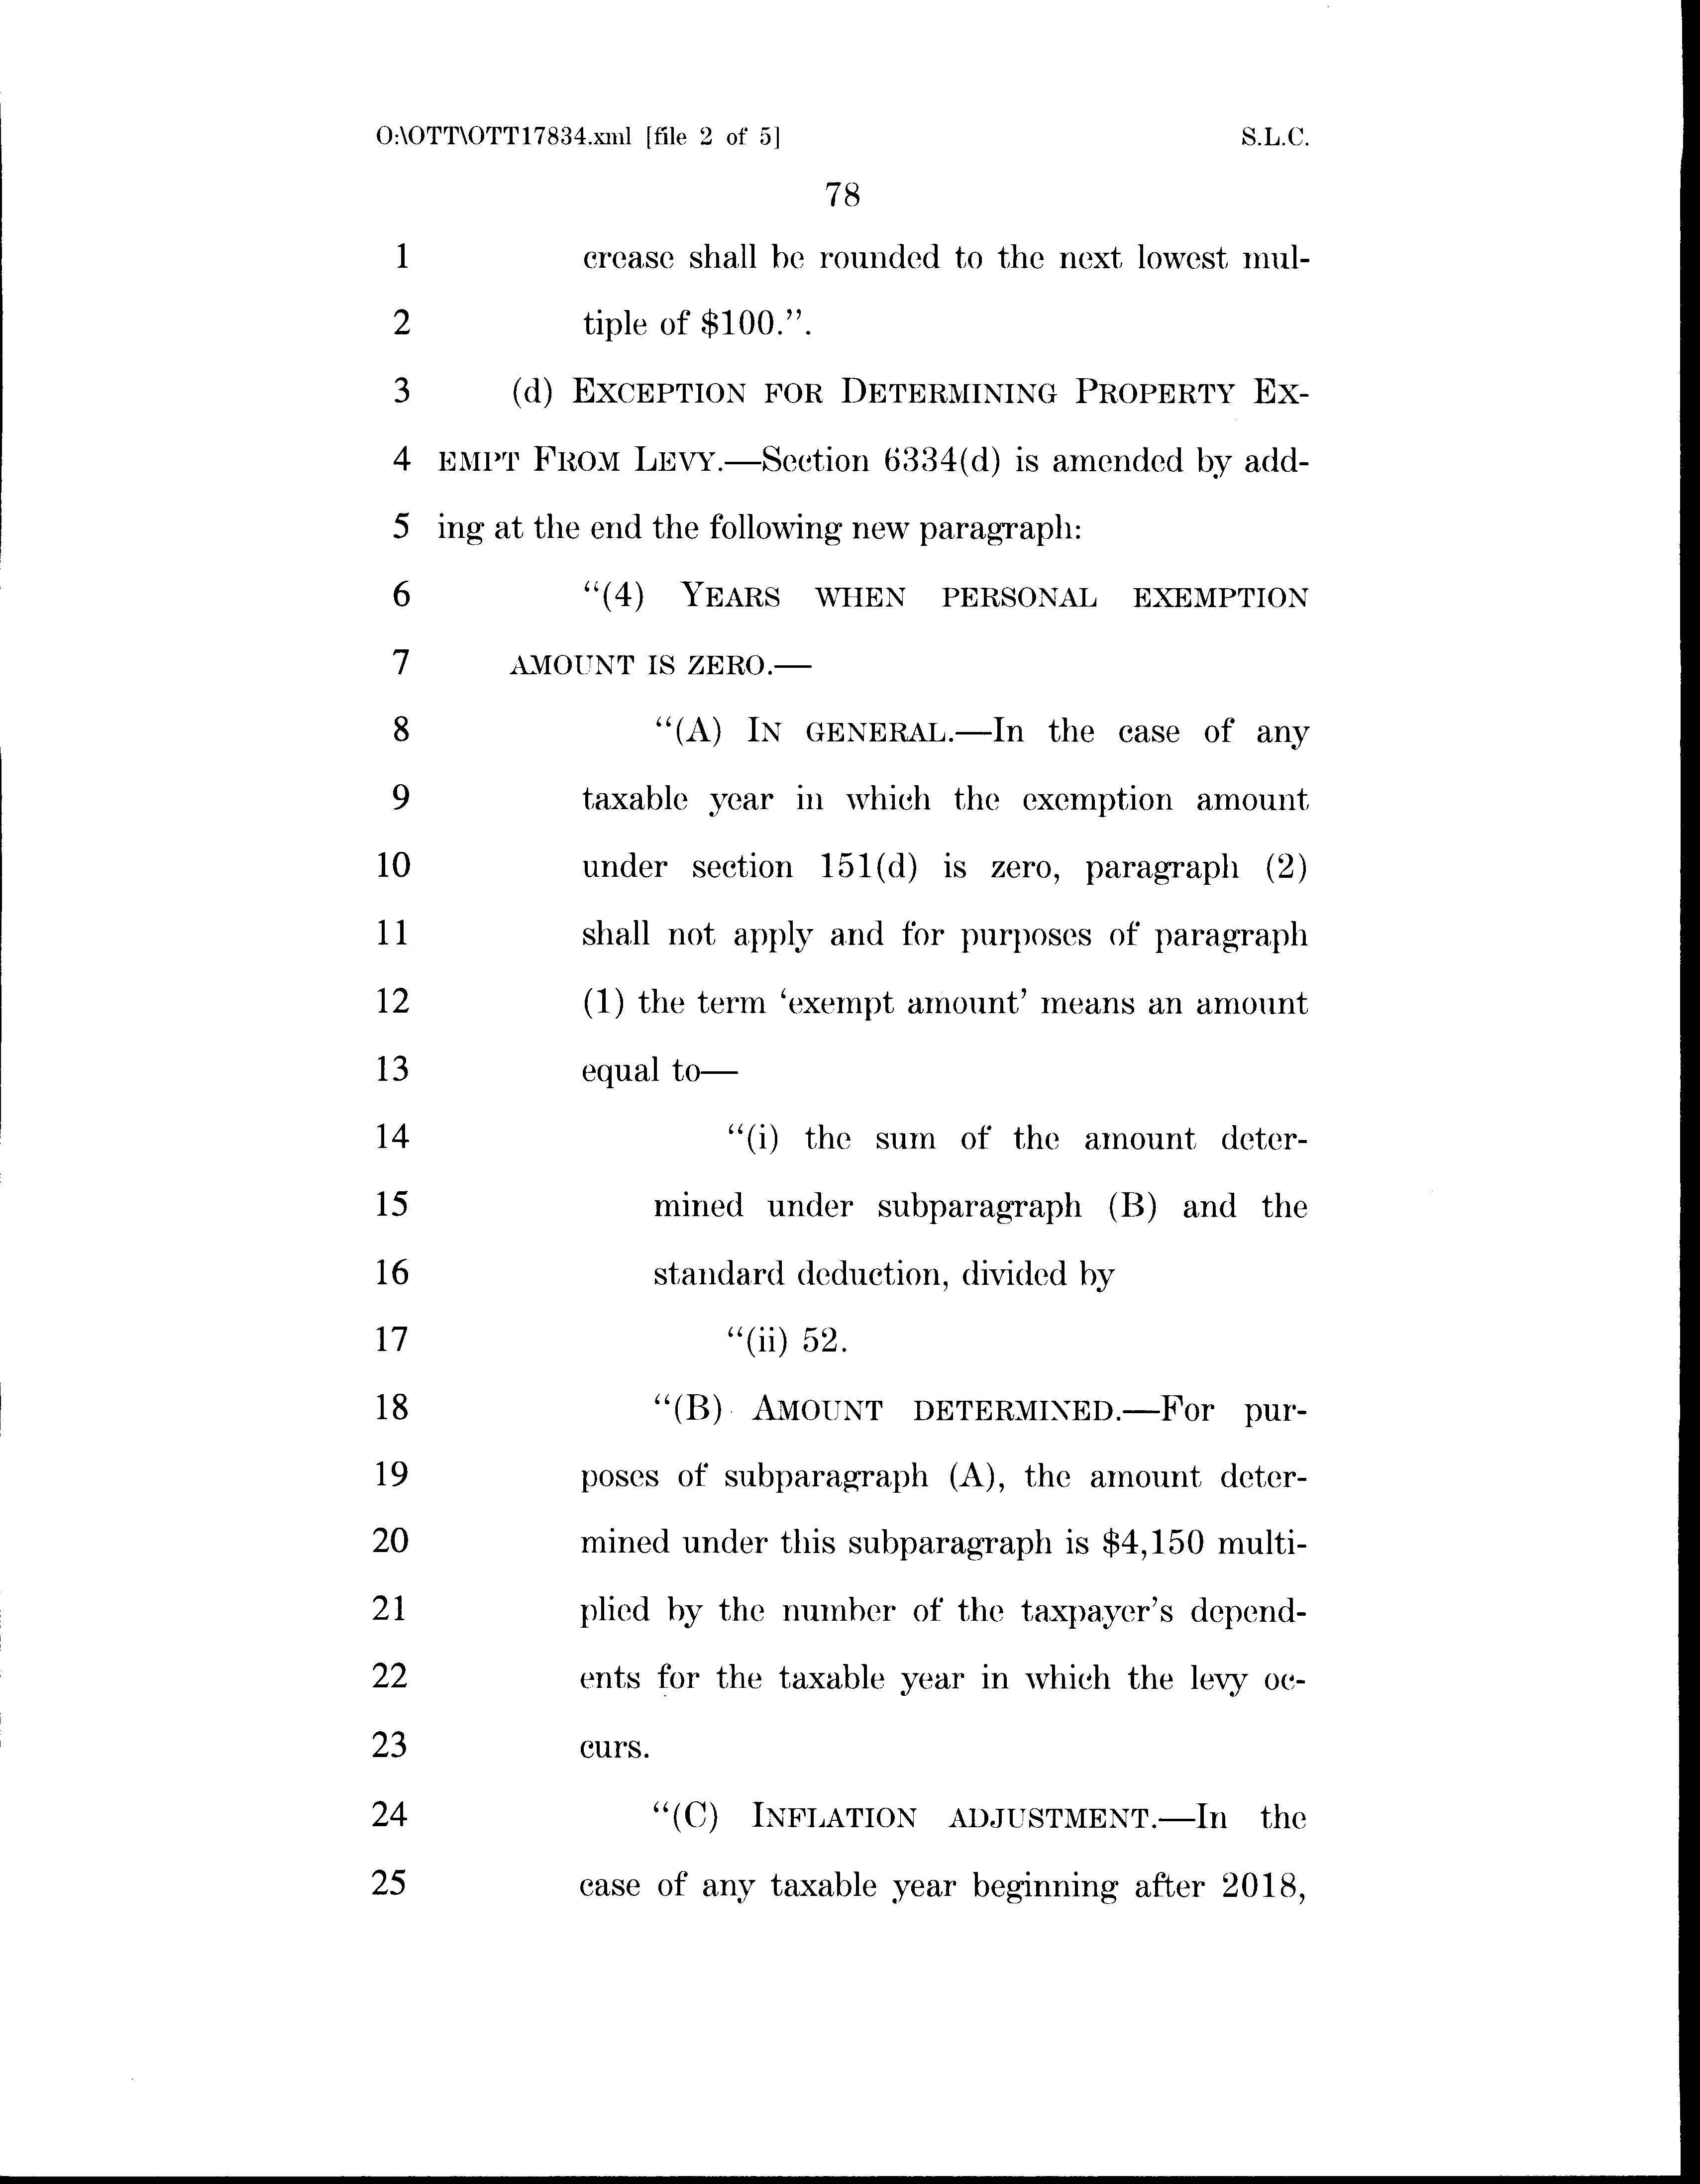 O:\OTT\OTT17834.xml [file 2 of 5] S.L.C.
78
1 crease shall be rounded to the next lowest mul-
2 tiple of $100.”.
3 (d) EXCEPTION FOR DETERMINING PROPERTY EX-
4 EMPT FROM LEVY.—Section 6334(d) is amended by add-
5 ing at the end the following new paragraph:
6 “(4) YEARS WHEN PERSONAL EXEMPTION
7 AMOUNT IS ZERO.—
8 “(A) IN GENERAL.—In the case of any
9 taxable year in which the exemption amount
10 under section 151(d) is zero, paragraph (2)
11 shall not apply and for purposes of paragraph
12 (1) the term ‘exempt amount’ means an amount
13 equal to—
14 “(i) the sum of the amount deter-
15 mined under subparagraph (B) and the
16 standard deduction, divided by
17 “(ii) 52.
18 “(B) AMOUNT DETERMINED.—For pur-
19 poses of subparagraph (A), the amount deter-
20 mined under this subparagraph is $4,150 multi-
21 plied by the number of the taxpayer’s depend-
22 ents for the taxable year in which the levy oc-
23 curs.
24 “(C) INFLATION ADJUSTMENT.—In the
25 case of any taxable year beginning after 2018,